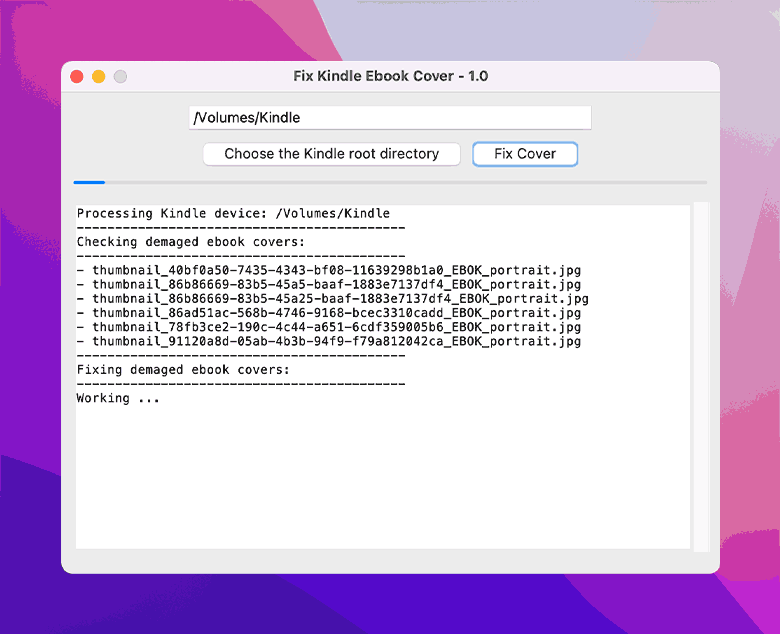 Fix Kindle Ebook Cover - 1.0
/Volumes/Kindle
Choose the Kindle root directory
Fix Cover
Processing Kindle device: /Volumes/Kindle
-------------------------------------------
Checking demaged ebook covers:
-------------------------------------------
- thumbnail_40bf0a50-7435-4343-bf08-11639298b1a0_EBOK_portrait.jpg
- thumbnail_86b86669-83b5-45a5-baaf-1883e7137df4_EBOK_portrait.jpg
- thumbnail_86b86669-83b5-45a25-baaf-1883e7137df4_EBOK_portrait.jpg
- thumbnail_86ad51ac-568b-4746-9168-bcec3310cadd_EBOK_portrait.jpg
- thumbnail_78fb3ce2-190c-4c44-a651-6cdf359005b6_EBOK_portrait.jpg
- thumbnail_91120a8d-05ab-4b3b-94f9-f79a812042ca_EBOK_portrait.jpg
-------------------------------------------
Fixing demaged ebook covers:
-------------------------------------------
Working ...